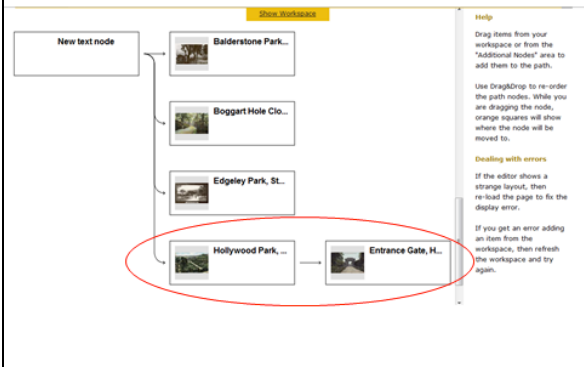 Show Workspace
New text node
Balderstone Park...
Boggart Hole Clo...
Edgeley Park, St...
Hollywood Park, ...
Entrance Gate, H...
Help
Drag items from your
workspace or from the
"Additional Nodes" area to
add them to the path.
Use Drag&Drop to re-order
the path nodes. While you
are dragging the node,
orange squares will show
where the node will be
moved to.
Dealing with errors
If the editor shows a
strange layout, then
re-load the page to fix the
display error.
If you get an error adding
an item from the
workspace, then refresh
the workspace and try
again.